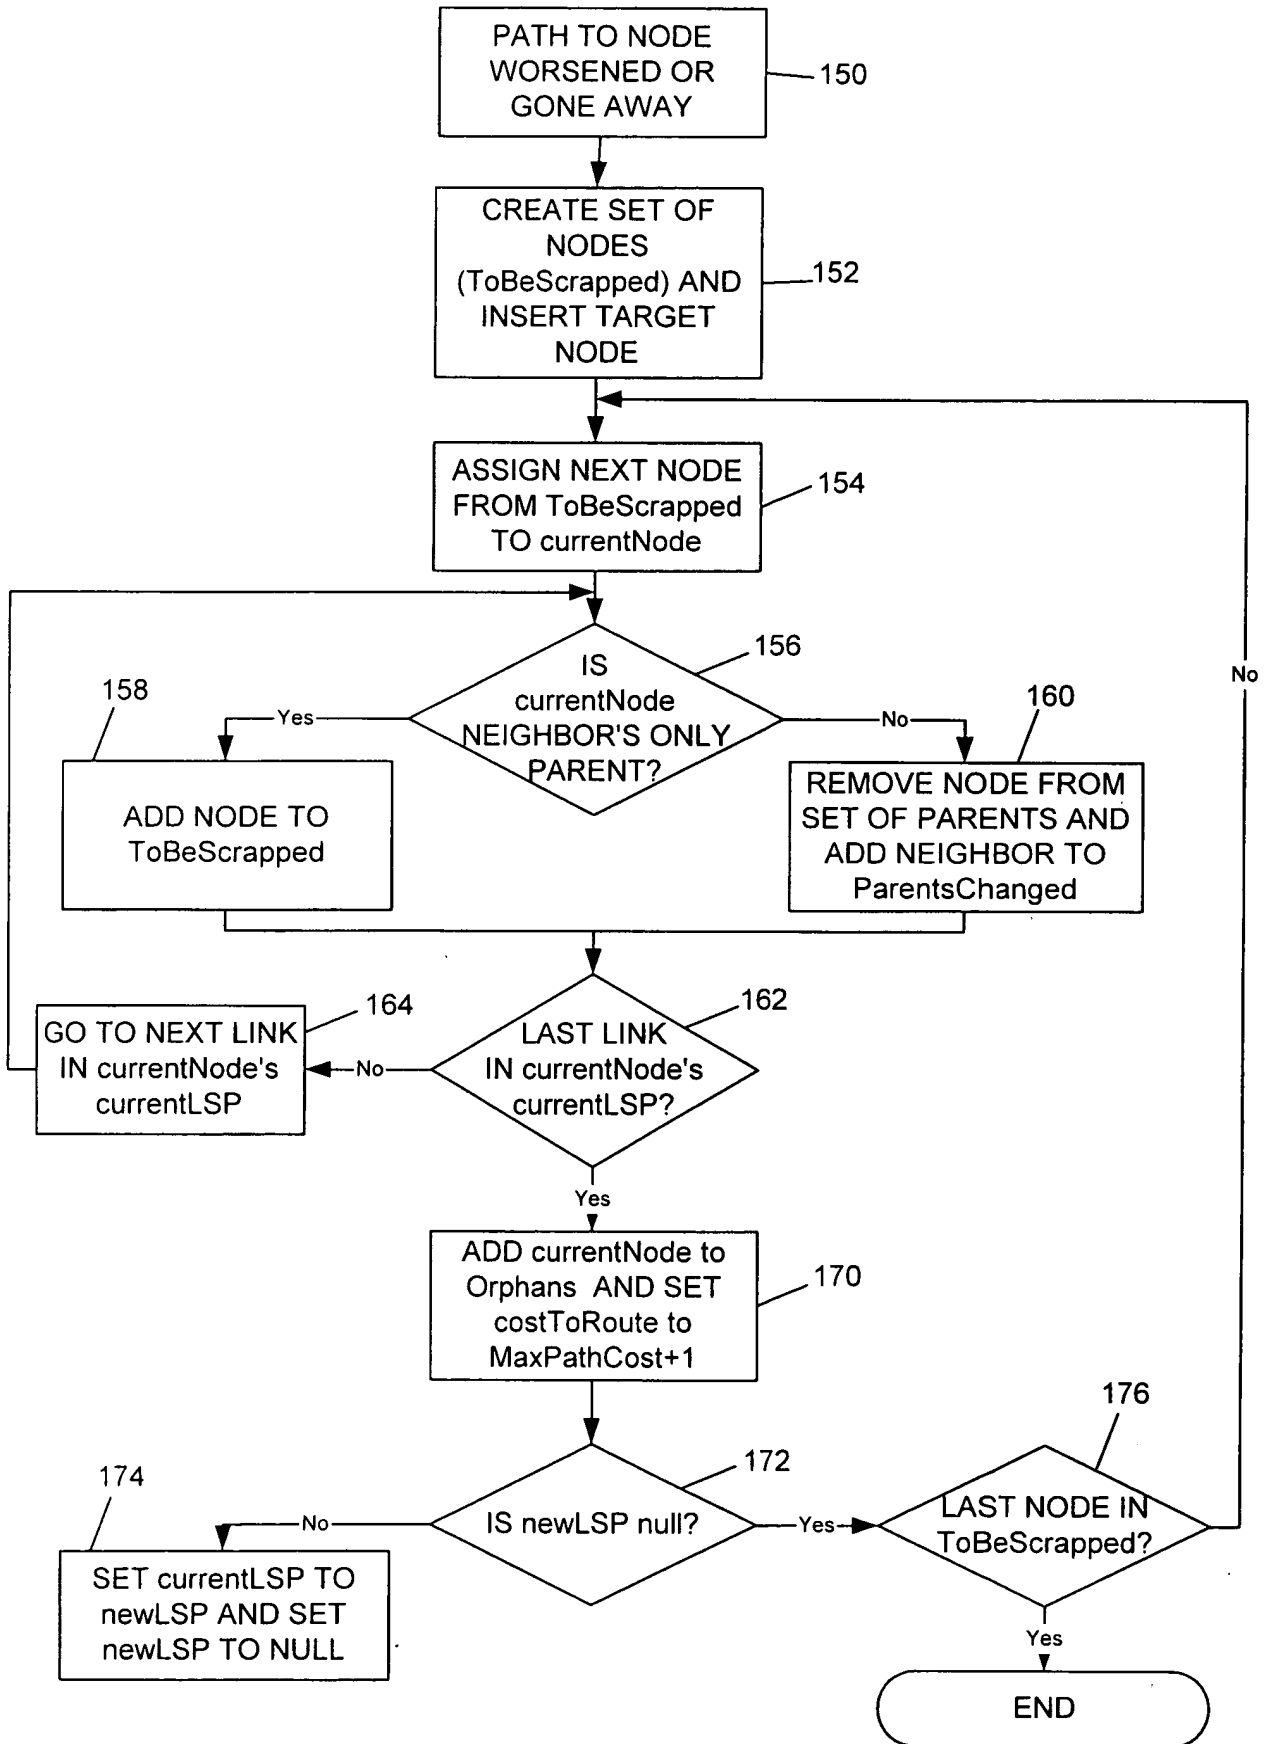 PATH TO NODE
WORSENED OR
GONE AWAY
150
CREATE SET OF
NODES
(ToBeScrapped) AND
INSERT TARGET
NODE
152
ASSIGN NEXT NODE
FROM ToBeScrapped
TO currentNode
154
IS
currentNode
NEIGHBOR'S ONLY
PARENT?
156
No
158
Yes
No
160
ADD NODE TO
ToBeScrapped
REMOVE NODE FROM
SET OF PARENTS AND
ADD NEIGHBOR TO
ParentsChanged
GO TO NEXT LINK
IN currentNode's
currentLSP
164
No
LAST LINK
IN currentNode's
currentLSP?
162
Yes
ADD currentNode to
Orphans AND SET
costToRoute to
MaxPathCost+1
170
174
No
IS newLSP null?
172
Yes
LAST NODE IN
ToBeScrapped?
176
SET currentLSP TO
newLSP AND SET
newLSP TO NULL
Yes
END